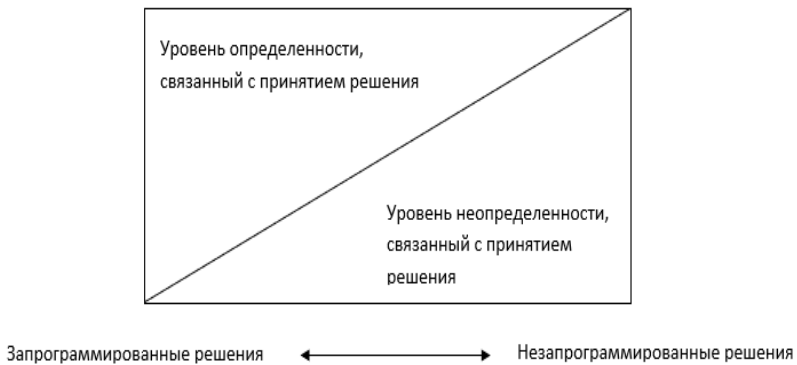 Уровень определенности,
связанный с принятием решения
Уровень неопределенности,
связанный с принятием
решения
Запрограммированные решения
Незапрограммированные решения